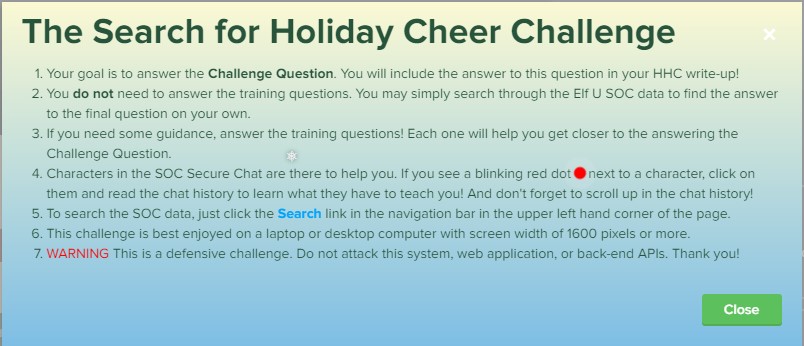 The Search for Holiday Cheer Challenge
1. Your goal is to answer the Challenge Question. You will include the answer to this question in your HHC write-up!
2. You do not need to answer the training questions. You may simply search through the Elf U SOC data to find the answer
to the final question on your own.
3. If you need some guidance, answer the training questions! Each one will help you get closer to the answering the
Challenge Question.
4. Characters in the SOC Secure Chat are there to help you. If you see a blinking red dot next to a character, click on
them and read the chat history to learn what they have to teach you! And don't forget to scroll up in the chat history!
5. To search the SOC data, just click the Search link in the navigation bar in the upper left hand corner of the page.
6. This challenge is best enjoyed on a laptop or desktop computer with screen width of 1600 pixels or more.
7. WARNING This is a defensive challenge. Do not attack this system, web application, or back-end APIs. Thank you!
Close